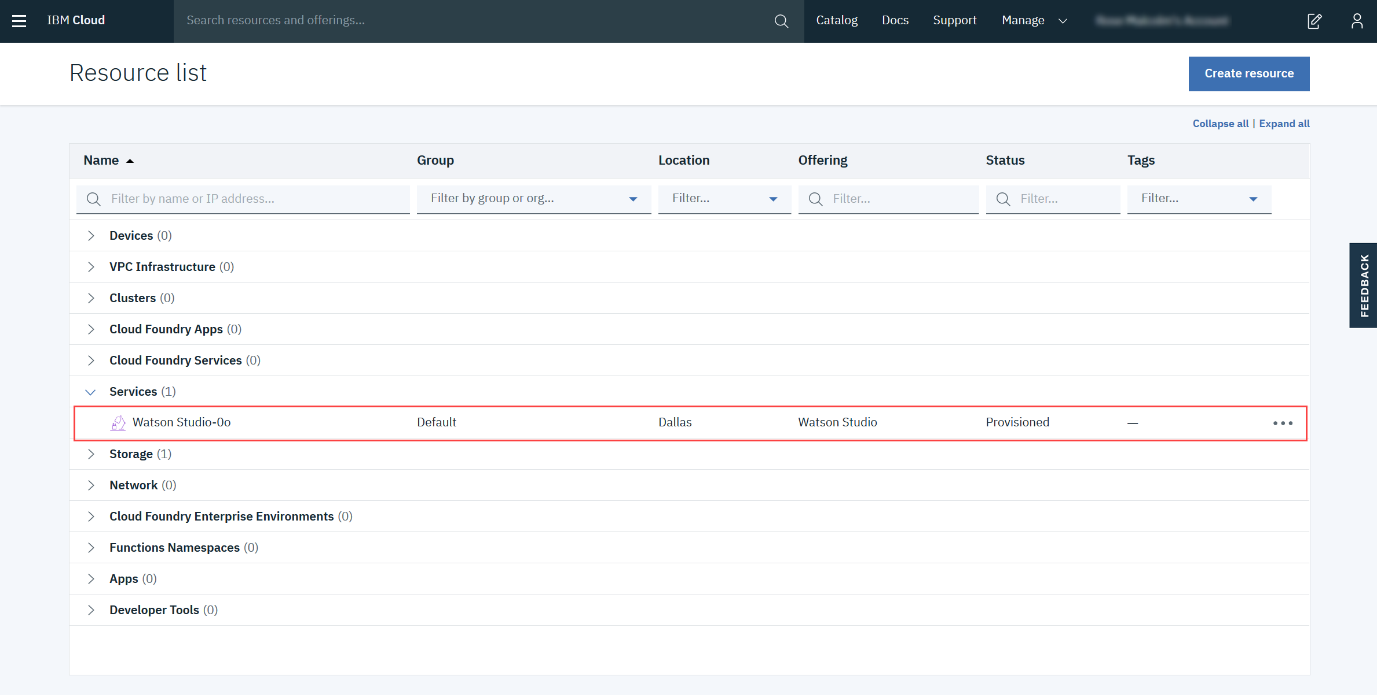 IBM Cloud Search resources and offerings... Catalog Docs Support Manage
Resource list
Create resource
Collapse all | Expand all
Name Group Location Offering Status Tags
Filter by name or IP address... Filter by group or org... Filter... Filter... Filter... Filter...
Devices (0)
VPC Infrastructure (0)
Clusters (0)
Cloud Foundry Apps (0)
Cloud Foundry Services (0)
Services (1)
Watson Studio-0o Default Dallas Watson Studio Provisioned —
Storage (1)
Network (0)
Cloud Foundry Enterprise Environments (0)
Functions Namespaces (0)
Apps (0)
Developer Tools (0)
FEEDBACK